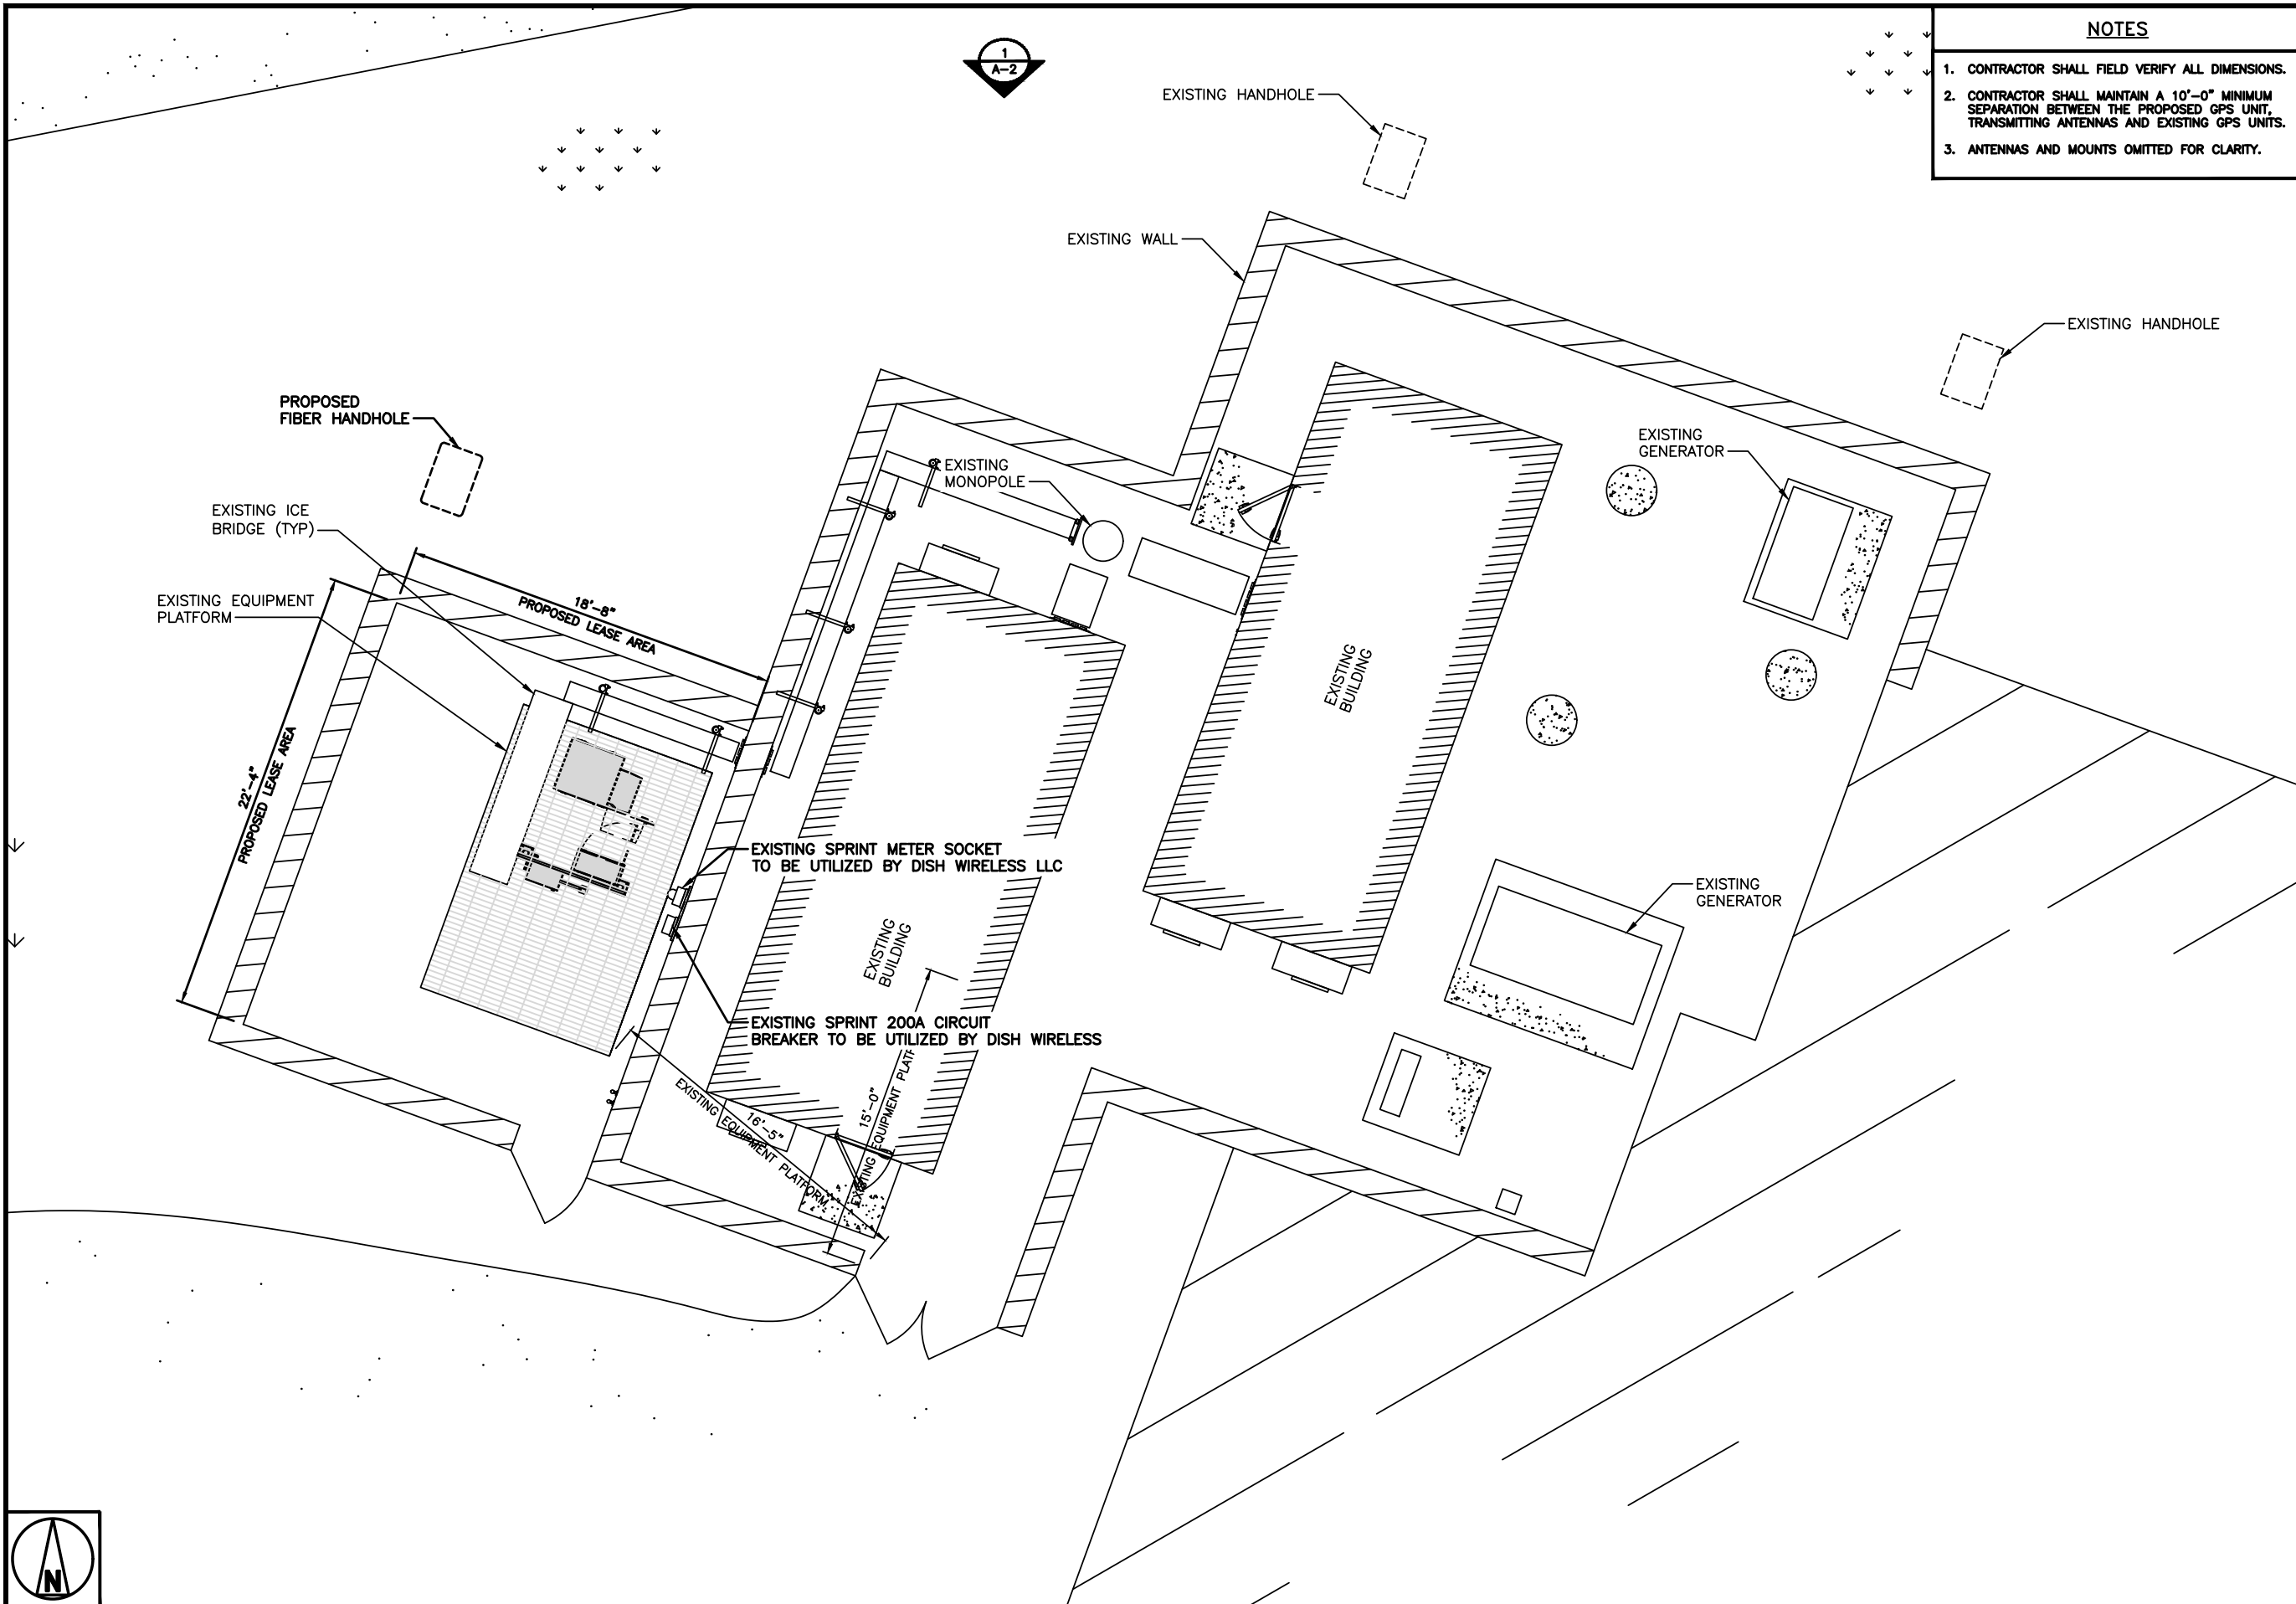 NOTES
1. CONTRACTOR SHALL FIELD VERIFY ALL DIMENSIONS.
2. CONTRACTOR SHALL MAINTAIN A 10'-0" MINIMUM
SEPARATION BETWEEN THE PROPOSED GPS UNIT,
TRANSMITTING ANTENNAS AND EXISTING GPS UNITS.
3. ANTENNAS AND MOUNTS OMITTED FOR CLARITY.
1
A-2
EXISTING HANDHOLE
EXISTING WALL
EXISTING HANDHOLE
PROPOSED
FIBER HANDHOLE
EXISTING
GENERATOR
EXISTING
MONOPOLE
EXISTING ICE
BRIDGE (TYP)
EXISTING EQUIPMENT
PLATFORM
18'-8"
PROPOSED LEASE AREA
22'-4"
PROPOSED LEASE AREA
EXISTING
BUILDING
EXISTING SPRINT METER SOCKET
TO BE UTILIZED BY DISH WIRELESS LLC
EXISTING
GENERATOR
EXISTING
BUILDING
EXISTING SPRINT 200A CIRCUIT
BREAKER TO BE UTILIZED BY DISH WIRELESS
16'-5"
EXISTING EQUIPMENT PLATFORM
15'-0"
EXISTING EQUIPMENT PLATF
N